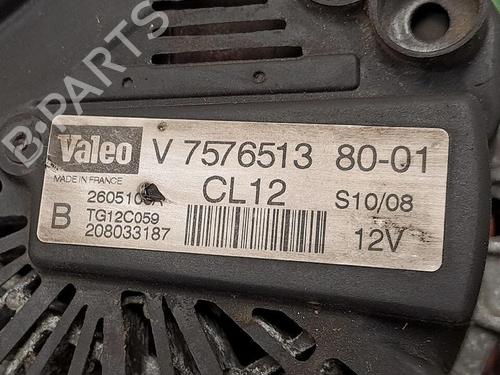 B-PARTS
Valeo V 7576513 80-01
MADE IN FRANCE
CL12 S10/08
B TG12C059
208033187 12V